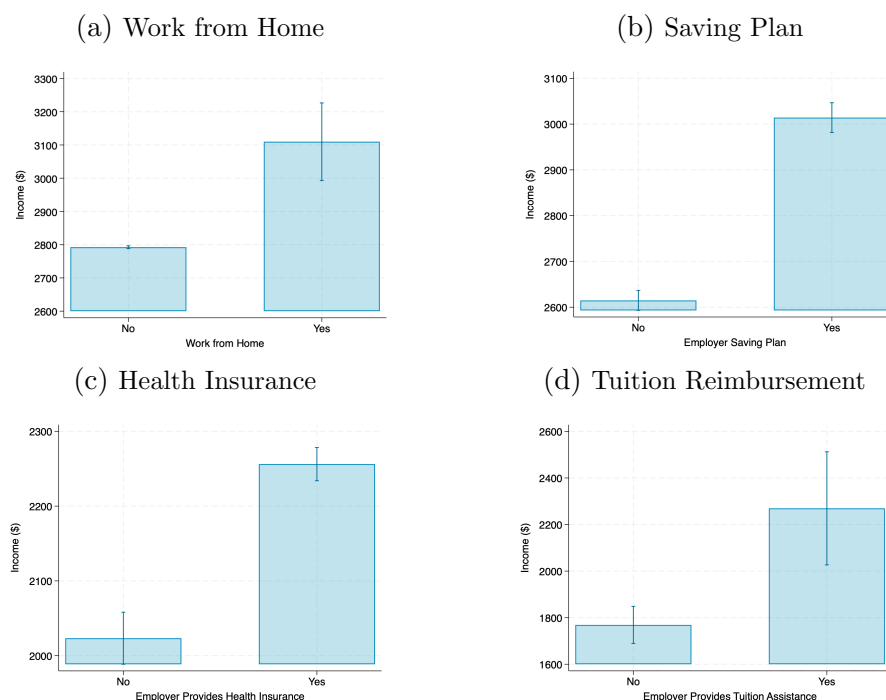 (a) Work from Home
3300
3200
3100
3000
2900
2800
2700
2600
Income ($)
No
Yes
Work from Home
(b) Saving Plan
3100
3000
2900
2800
2700
2600
Income ($)
No
Yes
Employer Saving Plan
(c) Health Insurance
2300
2200
2100
2000
Income ($)
No
Yes
Employer Provides Health Insurance
(d) Tuition Reimbursement
2600
2400
2200
2000
1800
1600
Income ($)
No
Yes
Employer Provides Tuition Assistance